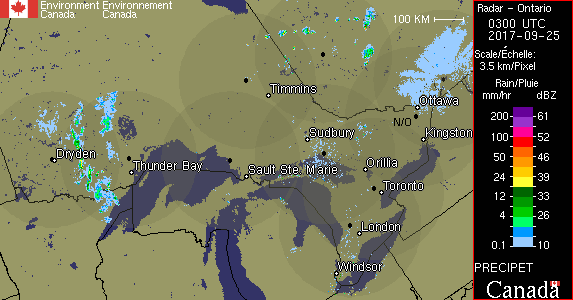 Environment Environnement
Canada Canada
100 KM
Timmins
Ottawa
N/O
Sudbury
Kingston
Dryden
Thunder Bay
Sault Ste. Marie
Orillia
Toronto
London
Windsor
Radar - Ontario
0300 UTC
2017-09-25
Scale/Échelle:
3.5 km/Pixel
Rain/Pluie
mm/hr dBZ
200 61
100 52
50 46
24 39
12 33
4 26
0.1 10
PRECIPET
Canada